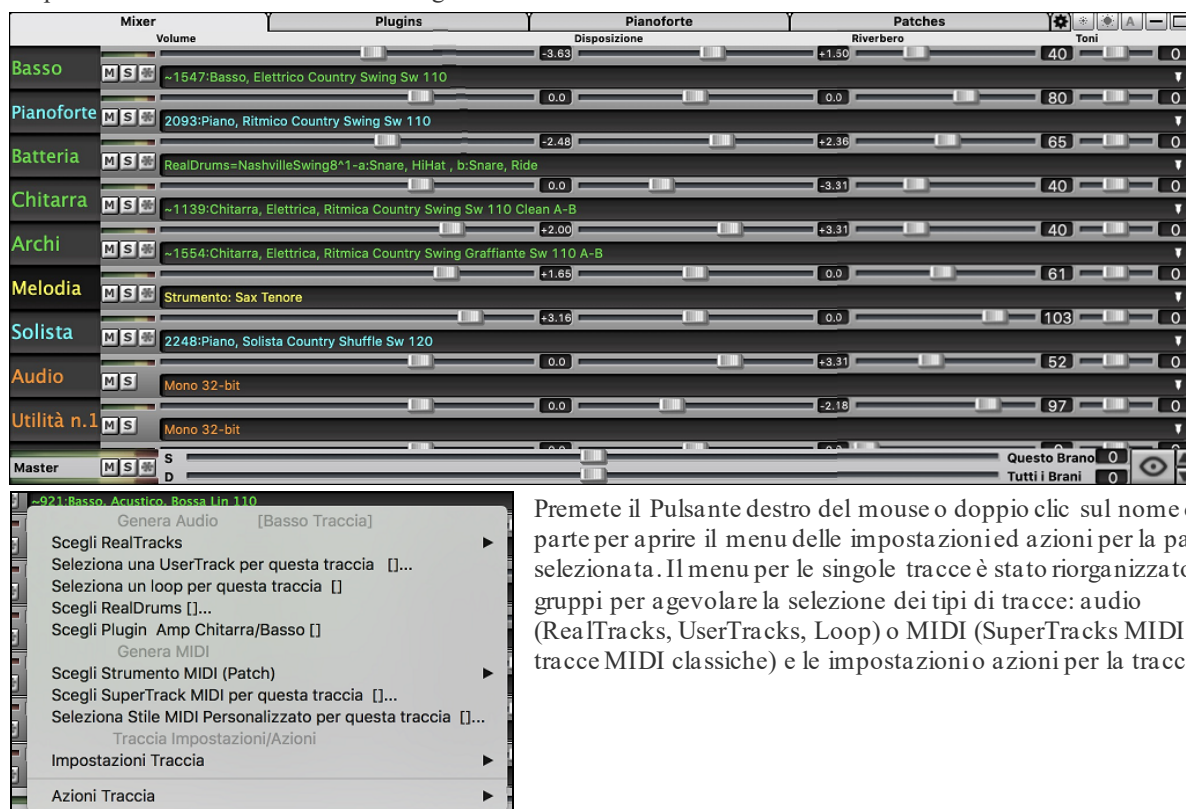 Mixer Plugins Pianoforte Patches A
Volume Disposizione Riverbero Toni
Basso M S -3.63 +1.50 40 0
~1547:Basso, Elettrico Country Swing Sw 110
Pianoforte M S 0.0 0.0 80 0
2093:Piano, Ritmico Country Swing Sw 110
Batteria M S -2.48 +2.36 65 0
RealDrums=NashvilleSwing8^1-a:Snare, HiHat , b:Snare, Ride
Chitarra M S 0.0 -3.31 40 0
~1139:Chitarra, Elettrica, Ritmica Country Swing Sw 110 Clean A-B
Archi M S +2.00 +3.31 40 0
~1554:Chitarra, Elettrica, Ritmica Country Swing Graffiante Sw 110 A-B
Melodia M S +1.65 0.0 61 0
Strumento: Sax Tenore
Solista M S +3.16 0.0 103 0
2248:Piano, Solista Country Shuffle Sw 120
Audio M S 0.0 +3.31 52 0
Mono 32-bit
Utilità n.1 M S 0.0 -2.18 97 0
Mono 32-bit
Master M S S Questo Brano 0
D Tutti i Brani 0
~921:Basso, Acustico, Bossa Lin 110
Genera Audio [Basso Traccia]
Scegli RealTracks
Seleziona una UserTrack per questa traccia []...
Seleziona un loop per questa traccia []
Scegli RealDrums []...
Scegli Plugin Amp Chitarra/Basso []
Genera MIDI
Scegli Strumento MIDI (Patch)
Scegli SuperTrack MIDI per questa traccia []...
Seleziona Stile MIDI Personalizzato per questa traccia []...
Traccia Impostazioni/Azioni
Impostazioni Traccia
Azioni Traccia
Premete il Pulsante destro del mouse o doppio clic sul nome
parte per aprire il menu delle impostazioni ed azioni per la pa
selezionata. Il menu per le singole tracce è stato riorganizzato
gruppi per agevolare la selezione dei tipi di tracce: audio
(RealTracks, UserTracks, Loop) o MIDI (SuperTracks MIDI
tracce MIDI classiche) e le impostazioni o azioni per la tracc